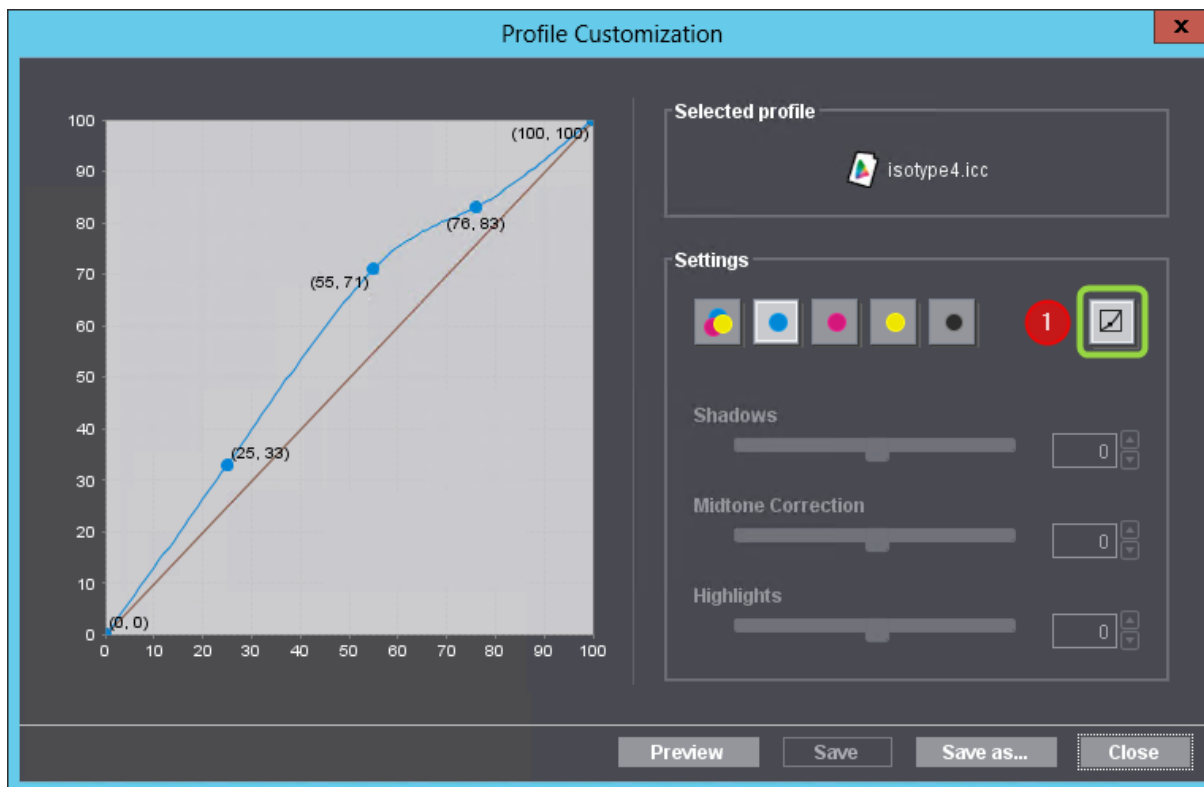 Profile Customization
x
100
(100, 100)
90
80
(76, 83)
70
(55, 71)
60
50
40
(25, 33)
30
20
10
(0, 0)
0
0 10 20 30 40 50 60 70 80 90 100
Selected profile
isotype4.icc
Settings
1
Shadows
0
Midtone Correction
0
Highlights
0
Preview Save Save as... Close